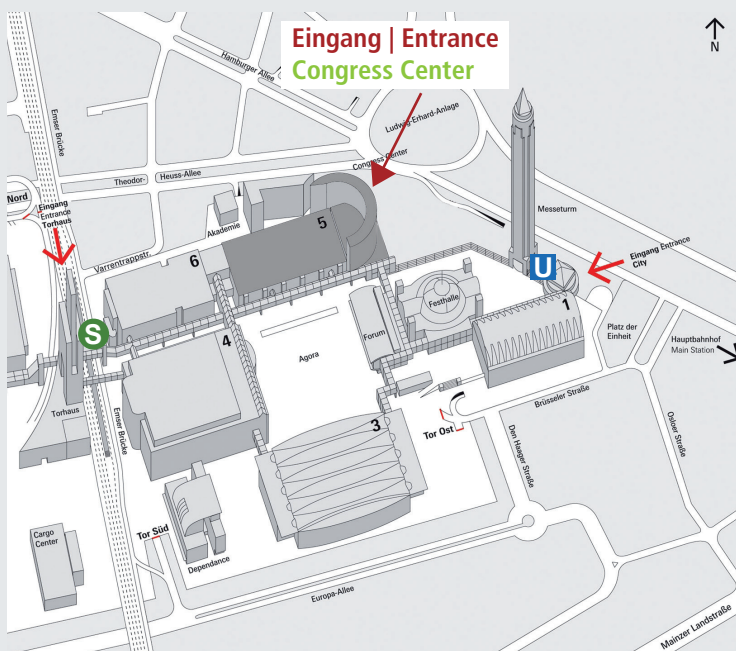 Eingang | Entrance
Congress Center
N
Hamburger Allee
Emser Brücke
Ludwig-Erhard-Anlage
Congress Center
Theodor-
Heuss-Allee
Nord
Eingang
Entrance
Torhaus
Messeturm
Akademie
5
Varrentrappstr.
6
U
Eingang Entrance
City
Festhalle
1
Platz der
Einheit
S
Forum
Hauptbahnhof
Main Station
4
Agora
Torhaus
Emser Brücke
Brüsseler Straße
3
Tor Ost
Osloer Straße
Den Haager Straße
Cargo
Center
Tor Süd
Dependance
Europa-Allee
Mainzer Landstraße